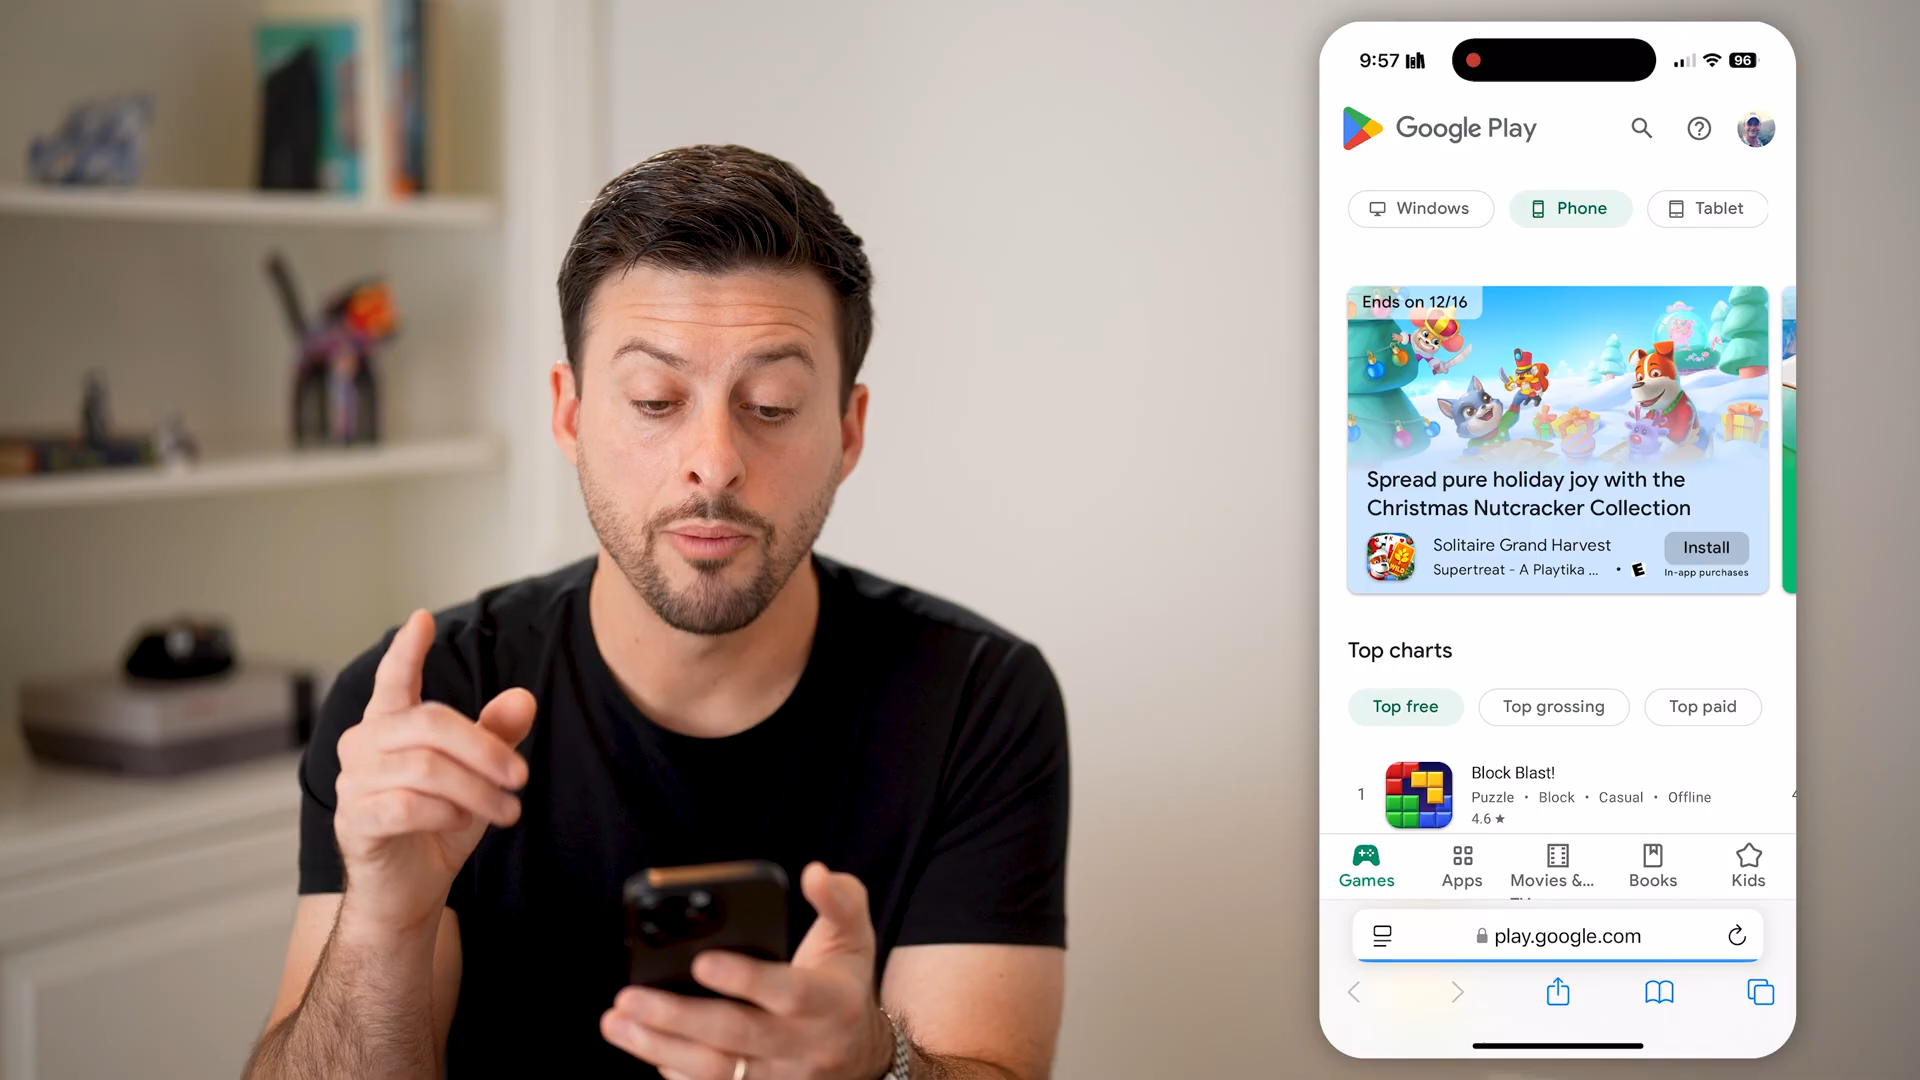 9:57
96
Google Play
Windows
Phone
Tablet
Ends on 12/16
Spread pure holiday joy with the
Christmas Nutcracker Collection
Solitaire Grand Harvest
Install
Supertreat - A Playtika ... • E
In-app purchases
Top charts
Top free
Top grossing
Top paid
1
Block Blast!
Puzzle • Block • Casual • Offline
4.6 ★
Games
Apps
Movies &...
Books
Kids
play.google.com